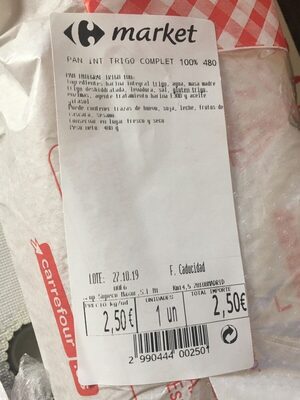 market
PAN INT TRIGO COMPLET 100% 480
PAN INTEGRAL TRIGO 100%
Ingredientes: harina integral trigo, agua, masa madre
trigo deshidratada, levadura, sal, gluten trigo,
enzimas, agente tratamiento harina E300 y aceite
girasol
Puede contener trazas de huevo, soja, leche, frutos de
cascara, sesamo
Conservar en lugar fresco y seco
Peso neto: 480 g
LOTE: 27.10.19 F. Caducidad
PRECIO kg/ud UNIDADES TOTAL IMPORTE
2,50€ 1 un 2,50€
2 990444 002501
Carrefour